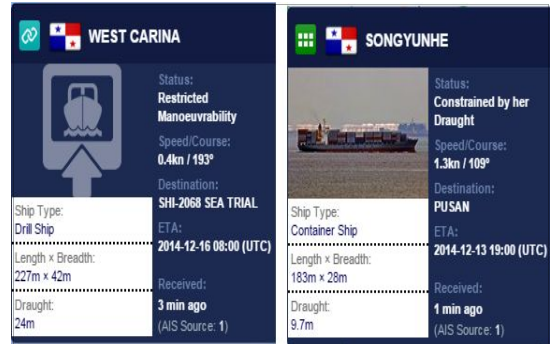 WEST CARINA
Status:
Restricted
Manoeuvrability
Speed/Course:
0.4kn / 193°
Destination:
SHI-2068 SEA TRIAL
ETA:
2014-12-16 08:00 (UTC)
Received:
3 min ago
(AIS Source: 1)
Ship Type:
Drill Ship
Length × Breadth:
227m × 42m
Draught:
24m
SONGYUNHE
Status:
Constrained by her
Draught
Speed/Course:
1.3kn / 109°
Destination:
PUSAN
ETA:
2014-12-13 19:00 (UTC)
Received:
1 min ago
(AIS Source: 1)
Ship Type:
Container Ship
Length × Breadth:
183m × 28m
Draught:
9.7m